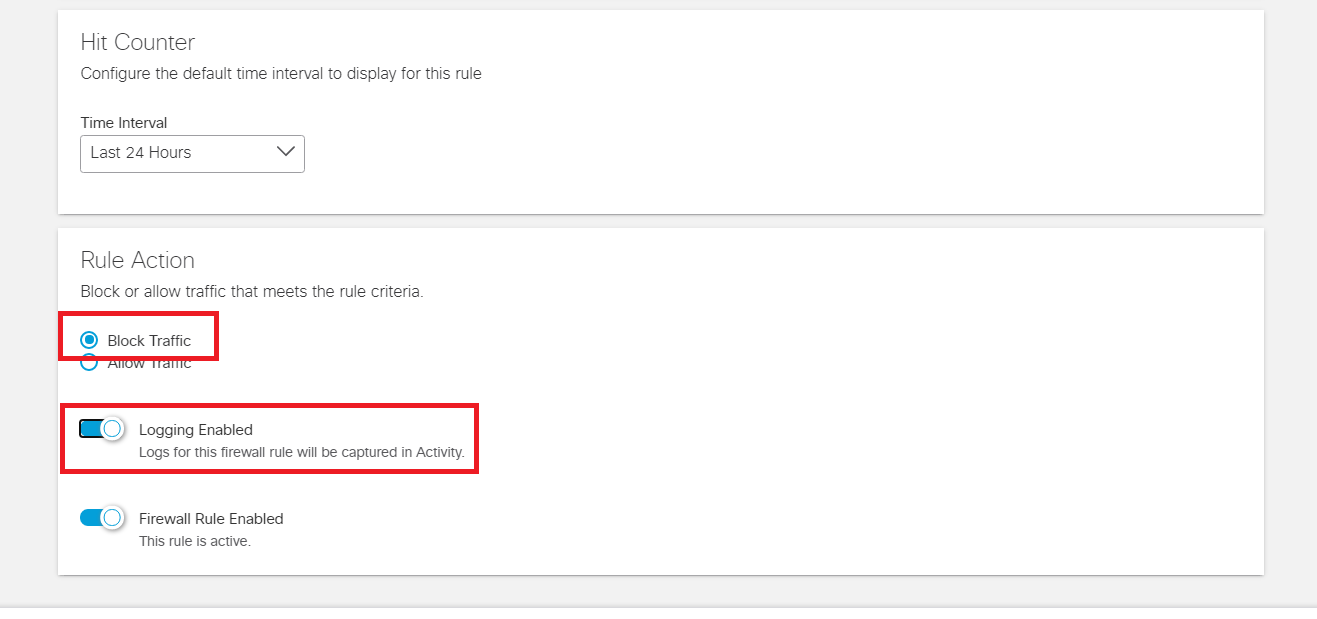 Hit Counter
Configure the default time interval to display for this rule
Time Interval
Last 24 Hours
Rule Action
Block or allow traffic that meets the rule criteria.
Block Traffic
Allow Traffic
Logging Enabled
Logs for this firewall rule will be captured in Activity.
Firewall Rule Enabled
This rule is active.